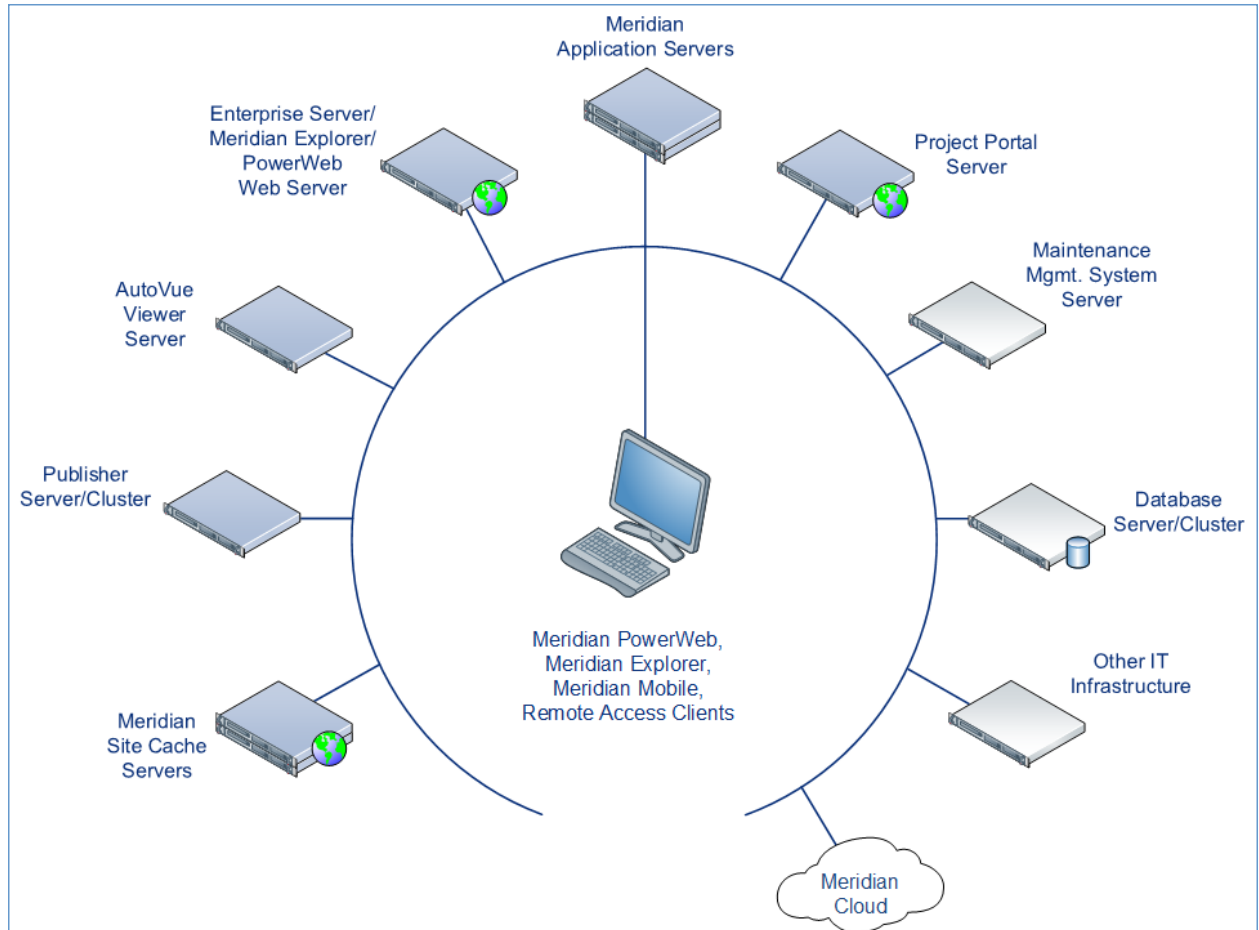 Meridian
Application Servers
Enterprise Server/
Meridian Explorer/
PowerWeb
Web Server
Project Portal
Server
Maintenance
Mgmt. System
Server
AutoVue
Viewer
Server
Publisher
Server/Cluster
Database
Server/Cluster
Meridian PowerWeb,
Meridian Explorer,
Meridian Mobile,
Remote Access Clients
Other IT
Infrastructure
Meridian
Site Cache
Servers
Meridian
Cloud